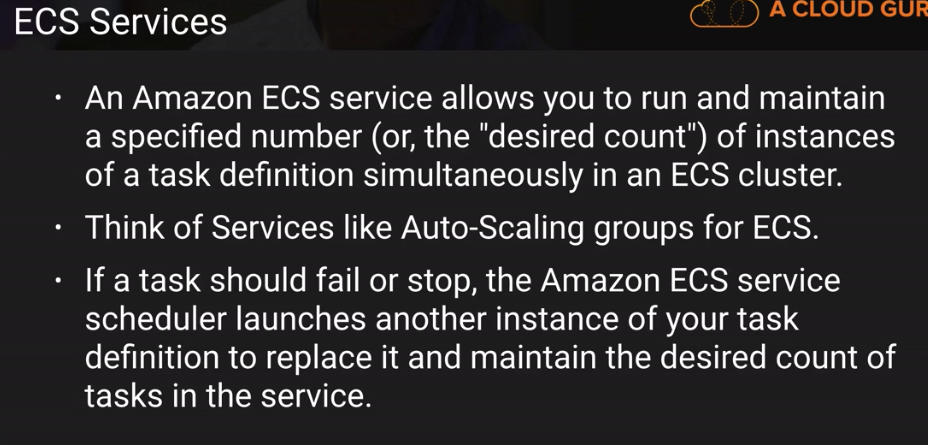 ECS Services
A CLOUD GUR
• An Amazon ECS service allows you to run and maintain
a specified number (or, the "desired count") of instances
of a task definition simultaneously in an ECS cluster.
• Think of Services like Auto-Scaling groups for ECS.
• If a task should fail or stop, the Amazon ECS service
scheduler launches another instance of your task
definition to replace it and maintain the desired count of
tasks in the service.